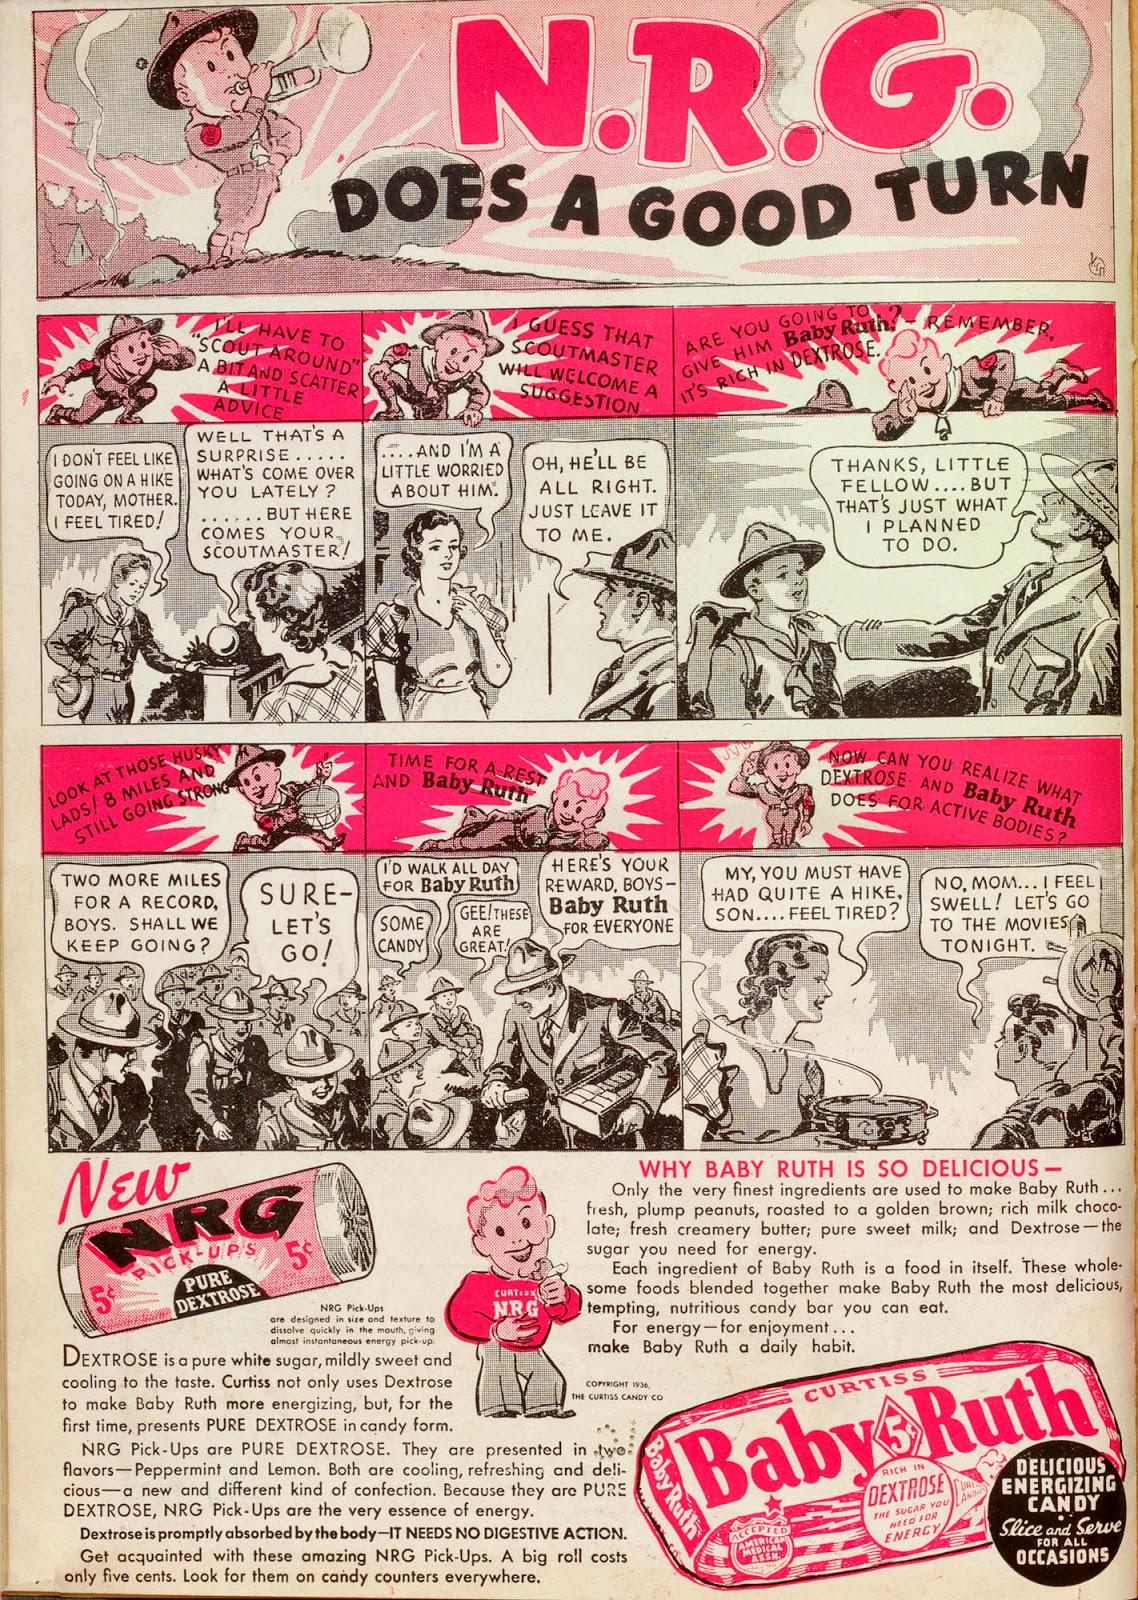 N.R.G.
DOES A GOOD TURN
I'LL HAVE TO
"SCOUT AROUND"
A BIT AND SCATTER
A LITTLE
ADVICE
I DON'T FEEL LIKE
GOING ON A HIKE
TODAY, MOTHER.
I FEEL TIRED!
WELL THAT'S A
SURPRISE.....
WHAT'S COME OVER
YOU LATELY?
......BUT HERE
COMES YOUR
SCOUTMASTER!
I GUESS THAT
SCOUTMASTER
WILL WELCOME A
SUGGESTION
....AND I'M A
LITTLE WORRIED
ABOUT HIM.
OH, HE'LL BE
ALL RIGHT.
JUST LEAVE IT
TO ME.
ARE YOU GOING TO
GIVE HIM Baby Ruth? - REMEMBER,
IT'S RICH IN DEXTROSE.
THANKS, LITTLE
FELLOW....BUT
THAT'S JUST WHAT
I PLANNED
TO DO.
LOOK AT THOSE HUSKY
LADS! 8 MILES AND
STILL GOING STRONG
TWO MORE MILES
FOR A RECORD,
BOYS. SHALL WE
KEEP GOING?
SURE-
LET'S
GO!
TIME FOR A REST
AND Baby Ruth
I'D WALK ALL DAY
FOR Baby Ruth
SOME
CANDY
GEE! THESE
ARE
GREAT!
HERE'S YOUR
REWARD, BOYS-
Baby Ruth
FOR EVERYONE
NOW CAN YOU REALIZE WHAT
DEXTROSE AND Baby Ruth
DOES FOR ACTIVE BODIES?
MY, YOU MUST HAVE
HAD QUITE A HIKE,
SON.... FEEL TIRED?
NO, MOM... I FEEL
SWELL! LET'S GO
TO THE MOVIES
TONIGHT.
New
NRG
PICK-UPS
5¢
5¢
PURE
DEXTROSE
NRG Pick-Ups
are designed in size and texture to
dissolve quickly in the mouth, giving
almost instantaneous energy pick-up.
DEXTROSE is a pure white sugar, mildly sweet and
cooling to the taste. Curtiss not only uses Dextrose
to make Baby Ruth more energizing, but, for the
first time, presents PURE DEXTROSE in candy form.
NRG Pick-Ups are PURE DEXTROSE. They are presented in two
flavors—Peppermint and Lemon. Both are cooling, refreshing and deli-
cious—a new and different kind of confection. Because they are PURE
DEXTROSE, NRG Pick-Ups are the very essence of energy.
Dextrose is promptly absorbed by the body—IT NEEDS NO DIGESTIVE ACTION.
Get acquainted with these amazing NRG Pick-Ups. A big roll costs
only five cents. Look for them on candy counters everywhere.
CURTISS
NRG
COPYRIGHT 1936,
THE CURTISS CANDY CO
WHY BABY RUTH IS SO DELICIOUS—
Only the very finest ingredients are used to make Baby Ruth...
fresh, plump peanuts, roasted to a golden brown; rich milk choco-
late; fresh creamery butter; pure sweet milk; and Dextrose—the
sugar you need for energy.
Each ingredient of Baby Ruth is a food in itself. These whole-
some foods blended together make Baby Ruth the most delicious,
tempting, nutritious candy bar you can eat.
For energy—for enjoyment...
make Baby Ruth a daily habit.
CURTISS
Baby Ruth
5¢
Baby Ruth
RICH IN
DEXTROSE
THE SUGAR YOU
NEED FOR
ENERGY
ACCEPTED
AMERICAN
MEDICAL
ASSN.
DELICIOUS
ENERGIZING
CANDY
Slice and Serve
FOR ALL
OCCASIONS